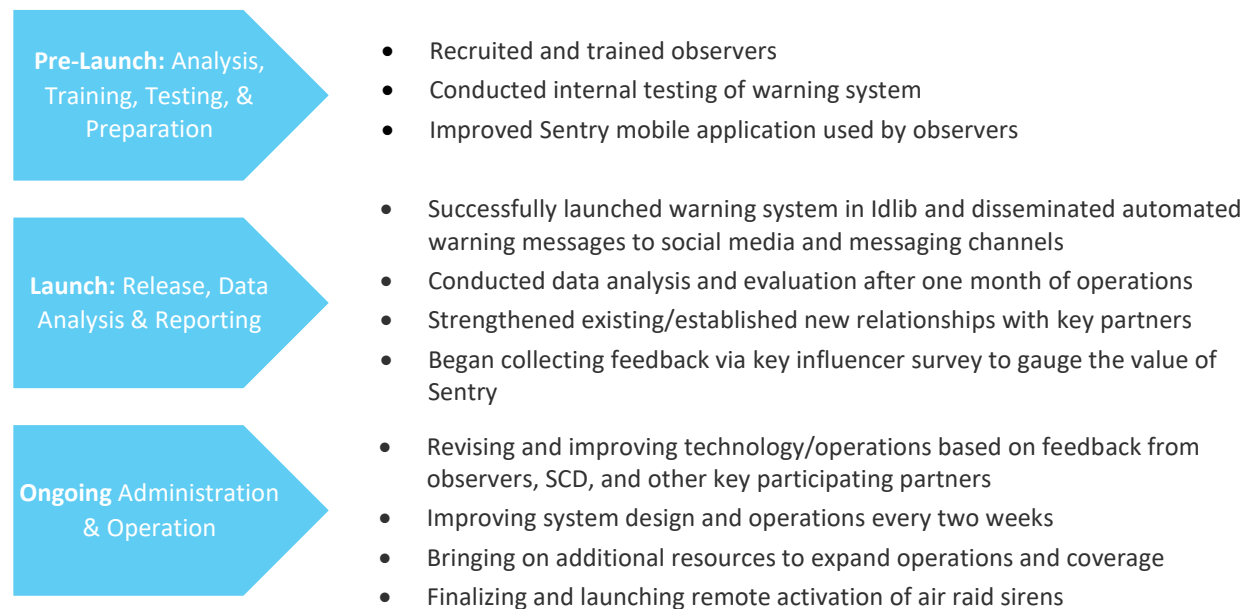 Pre-Launch: Analysis,
Training, Testing, &
Preparation
• Recruited and trained observers
• Conducted internal testing of warning system
• Improved Sentry mobile application used by observers
Launch: Release, Data
Analysis & Reporting
• Successfully launched warning system in Idlib and disseminated automated
warning messages to social media and messaging channels
• Conducted data analysis and evaluation after one month of operations
• Strengthened existing/established new relationships with key partners
• Began collecting feedback via key influencer survey to gauge the value of
Sentry
Ongoing Administration
& Operation
• Revising and improving technology/operations based on feedback from
observers, SCD, and other key participating partners
• Improving system design and operations every two weeks
• Bringing on additional resources to expand operations and coverage
• Finalizing and launching remote activation of air raid sirens